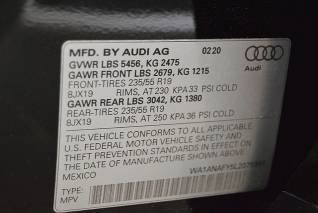 MFD. BY AUDI AG 0220
GVWR LBS 5456, KG 2475
GAWR FRONT LBS 2679, KG 1215
FRONT-TIRES 235/55 R19
8JX19 RIMS, AT 230 KPA 33 PSI COLD
GAWR REAR LBS 3042, KG 1380
REAR-TIRES 235/55 R19
8JX19 RIMS, AT 250 KPA 36 PSI COLD
Audi
THIS VEHICLE CONFORMS TO ALL APPLICABLE
U.S. FEDERAL MOTOR VEHICLE SAFETY AND
THEFT PREVENTION STANDARDS IN EFFECT ON
THE DATE OF MANUFACTURE SHOWN ABOVE.
MEXICO
TYPE:
MPV